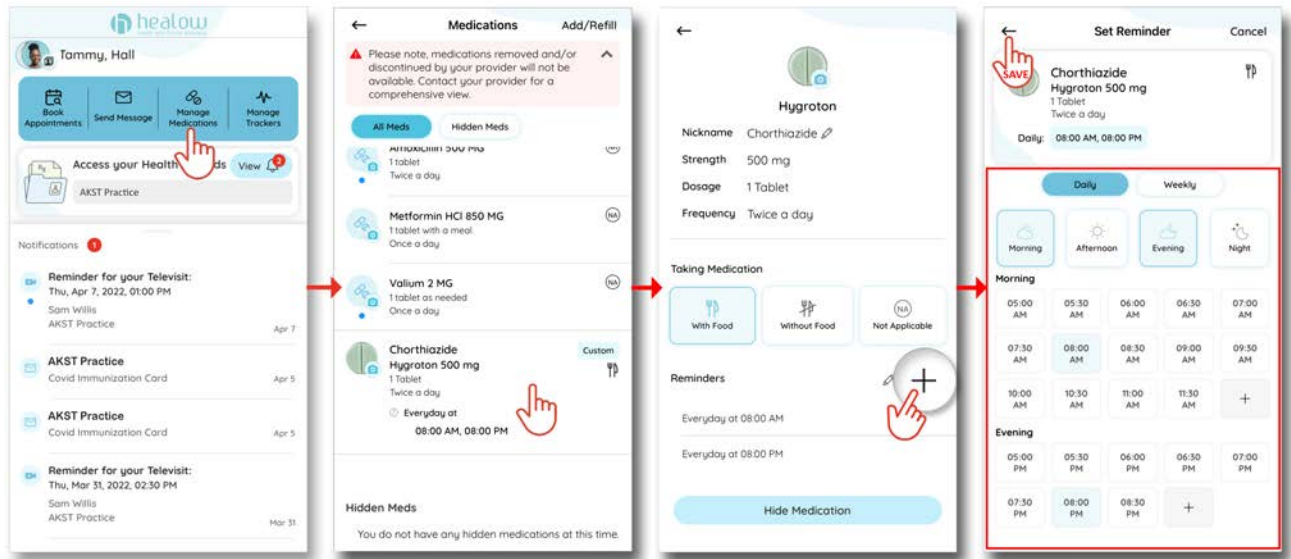 healow
Tammy, Hall
Book
Appointments
Send Message
Manage
Medications
Manage
Trackers
Access your Health
ds
View
2
AKST Practice
Notifications 1
Reminder for your Televisit:
Thu, Apr 7, 2022, 01:00 PM
Sam Willis
AKST Practice
Apr 7
AKST Practice
Covid Immunization Card
Apr 5
AKST Practice
Covid Immunization Card
Apr 5
Reminder for your Televisit:
Thu, Mar 31, 2022, 02:30 PM
Sam Willis
AKST Practice
Mar 31
Medications
Add/Refill
Please note, medications removed and/or
discontinued by your provider will not be
available. Contact your provider for a
comprehensive view.
All Meds
Hidden Meds
Amoxicillin 500 MG
1 tablet
Twice a day
Metformin HCl 850 MG
NA
1 tablet with a meal
Once a day
Valium 2 MG
NA
1 tablet as needed
Once a day
Chorthiazide
Custom
Hygroton 500 mg
1 Tablet
Twice a day
Everyday at
08:00 AM, 08:00 PM
Hidden Meds
You do not have any hidden medications at this time.
Hygroton
Nickname Chorthiazide
Strength 500 mg
Dosage 1 Tablet
Frequency Twice a day
Taking Medication
With Food
Without Food
NA
Not Applicable
Reminders
+
Everyday at 08:00 AM
Everyday at 08:00 PM
Hide Medication
Set Reminder
Cancel
SAVE
Chorthiazide
Hygroton 500 mg
1 Tablet
Twice a day
Daily: 08:00 AM, 08:00 PM
Daily
Weekly
Morning
Afternoon
Evening
Night
Morning
05:00 AM
05:30 AM
06:00 AM
06:30 AM
07:00 AM
07:30 AM
08:00 AM
08:30 AM
09:00 AM
09:30 AM
10:00 AM
10:30 AM
11:00 AM
11:30 AM
+
Evening
05:00 PM
05:30 PM
06:00 PM
06:30 PM
07:00 PM
07:30 PM
08:00 PM
08:30 PM
+